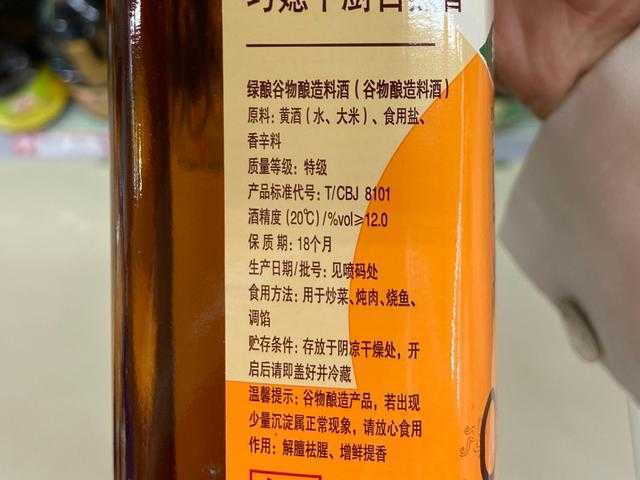 绿酿谷物酿造料酒（谷物酿造料酒）
原料：黄酒（水、大米）、食用盐、
香辛料
质量等级：特级
产品标准代号：T/CBJ 8101
酒精度（20℃）/%vol≥12.0
保质期：18个月
生产日期/批号：见喷码处
食用方法：用于炒菜、炖肉、烧鱼、
调馅
贮存条件：存放于阴凉干燥处，开
启后请即盖好并冷藏
温馨提示：谷物酿造产品，若出现
少量沉淀属正常现象，请放心食用
作用：解膻祛腥、增鲜提香